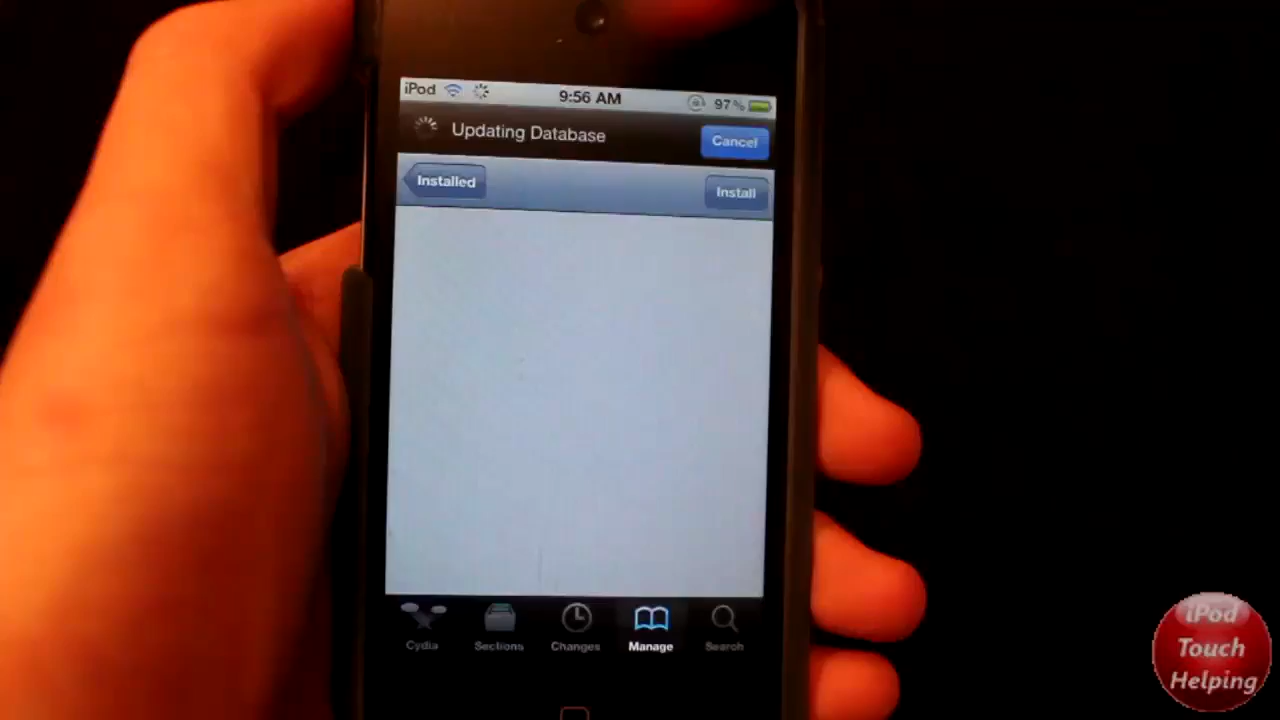 iPod 9:56 AM 97%
Updating Database Cancel
Installed Install
Cydia Sections Changes Manage Search
iPod
Touch
Helping